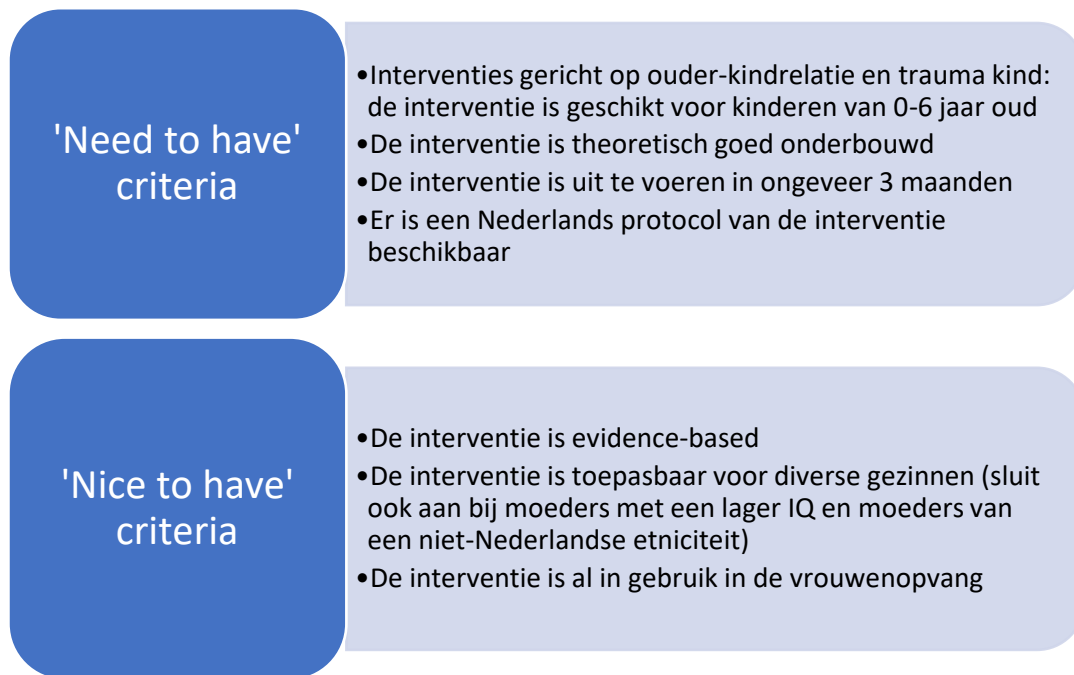 'Need to have'
criteria
•Interventies gericht op ouder-kindrelatie en trauma kind:
de interventie is geschikt voor kinderen van 0-6 jaar oud
•De interventie is theoretisch goed onderbouwd
•De interventie is uit te voeren in ongeveer 3 maanden
•Er is een Nederlands protocol van de interventie
beschikbaar
'Nice to have'
criteria
•De interventie is evidence-based
•De interventie is toepasbaar voor diverse gezinnen (sluit
ook aan bij moeders met een lager IQ en moeders van
een niet-Nederlandse etniciteit)
•De interventie is al in gebruik in de vrouwenopvang